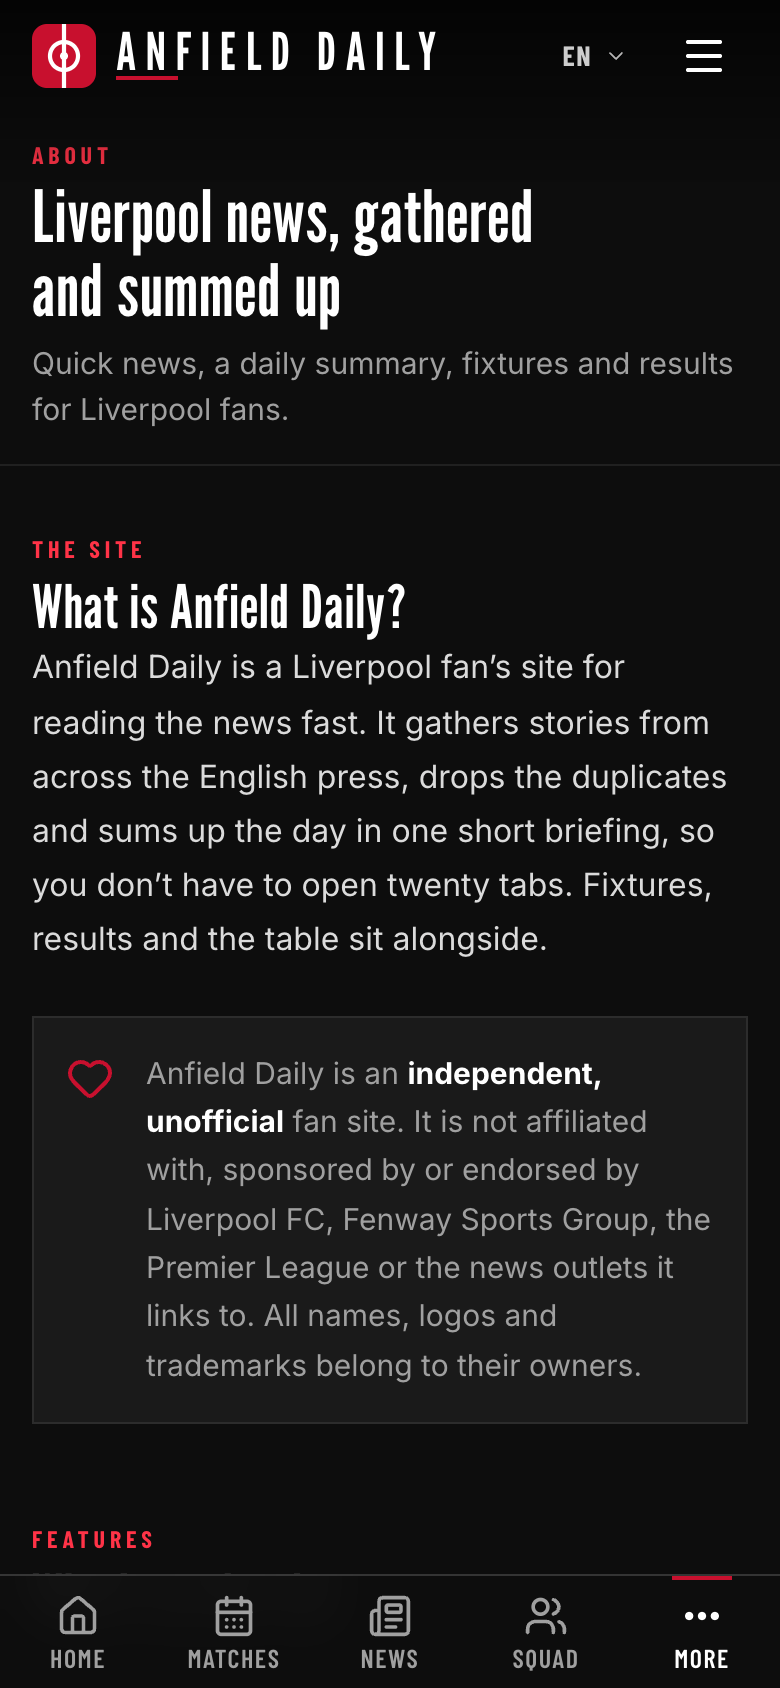 ANFIELD DAILY
EN
ABOUT
Liverpool news, gathered
and summed up
Quick news, a daily summary, fixtures and results
for Liverpool fans.
THE SITE
What is Anfield Daily?
Anfield Daily is a Liverpool fan’s site for
reading the news fast. It gathers stories from
across the English press, drops the duplicates
and sums up the day in one short briefing, so
you don’t have to open twenty tabs. Fixtures,
results and the table sit alongside.
Anfield Daily is an independent,
unofficial fan site. It is not affiliated
with, sponsored by or endorsed by
Liverpool FC, Fenway Sports Group, the
Premier League or the news outlets it
links to. All names, logos and
trademarks belong to their owners.
FEATURES
HOME
MATCHES
NEWS
SQUAD
MORE